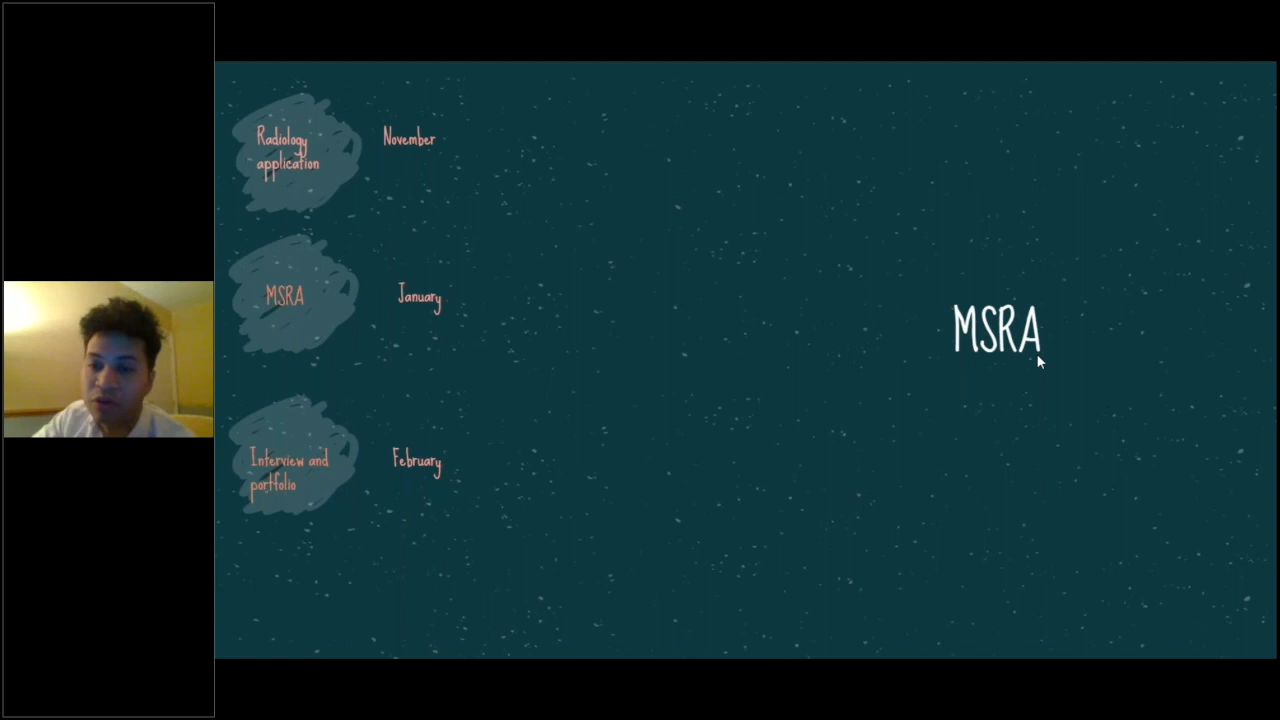 Radiology
application
November
MSRA
January
MSRA
Interview and
portfolio
February